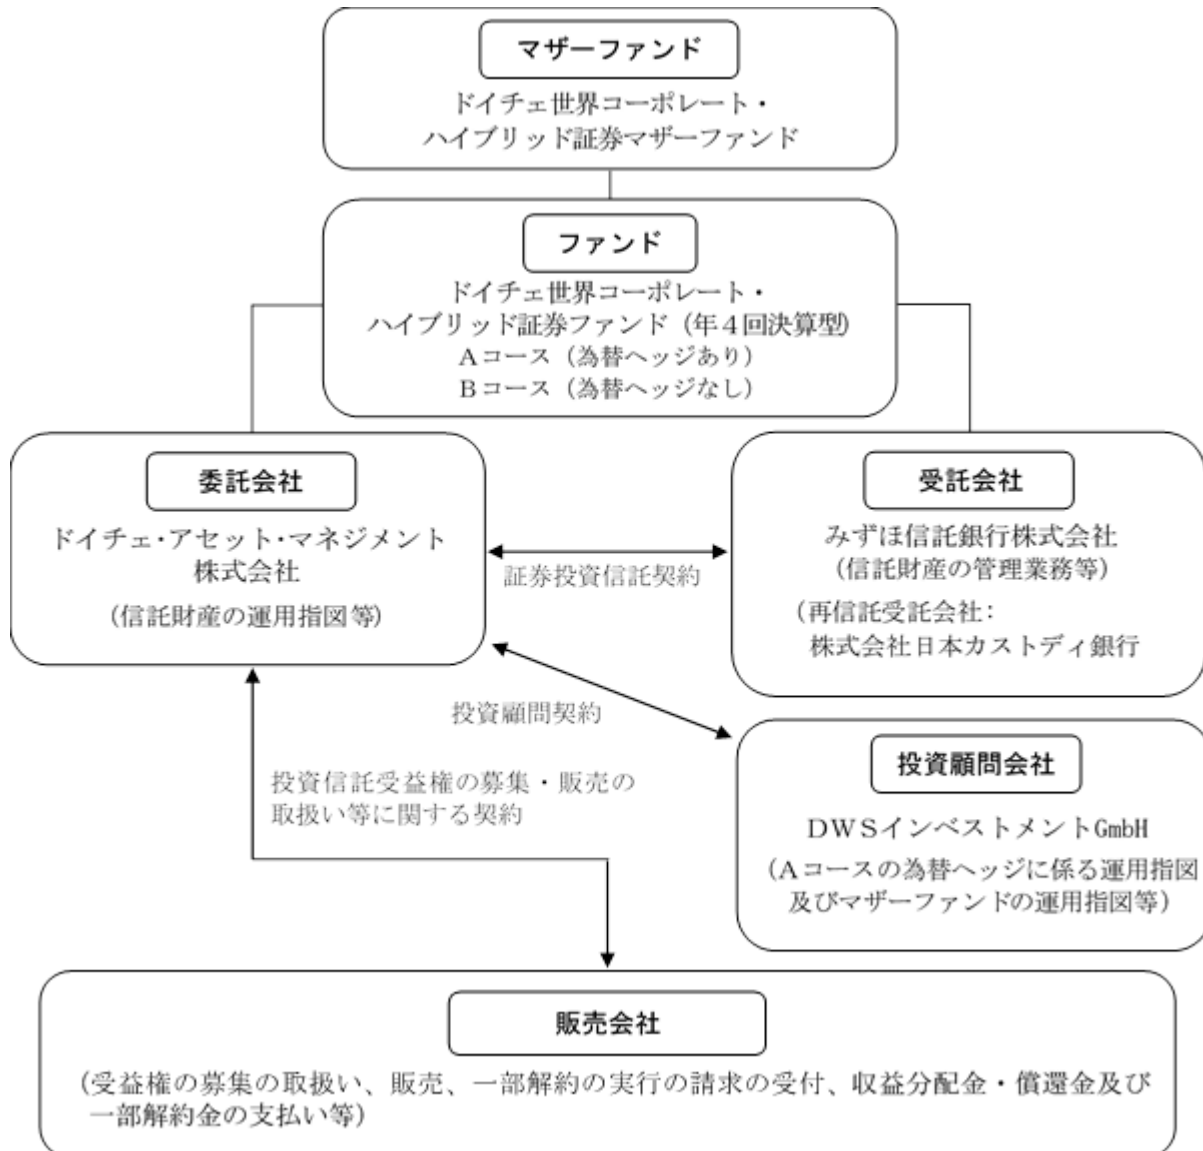 マザーファンド
ドイチェ世界コーポレート・
ハイブリッド証券マザーファンド
ファンド
ドイチェ世界コーポレート・
ハイブリッド証券ファンド（年４回決算型）
Ａコース（為替ヘッジあり）
Ｂコース（為替ヘッジなし）
委託会社
ドイチェ・アセット・マネジメント
株式会社
（信託財産の運用指図等）
証券投資信託契約
受託会社
みずほ信託銀行株式会社
（信託財産の管理業務等）
（再信託受託会社：
株式会社日本カストディ銀行
投資顧問契約
投資信託受益権の募集・販売の
取扱い等に関する契約
投資顧問会社
ＤＷＳインベストメントGmbH
（Ａコースの為替ヘッジに係る運用指図
及びマザーファンドの運用指図等）
販売会社
（受益権の募集の取扱い、販売、一部解約の実行の請求の受付、収益分配金・償還金及び
一部解約金の支払い等）